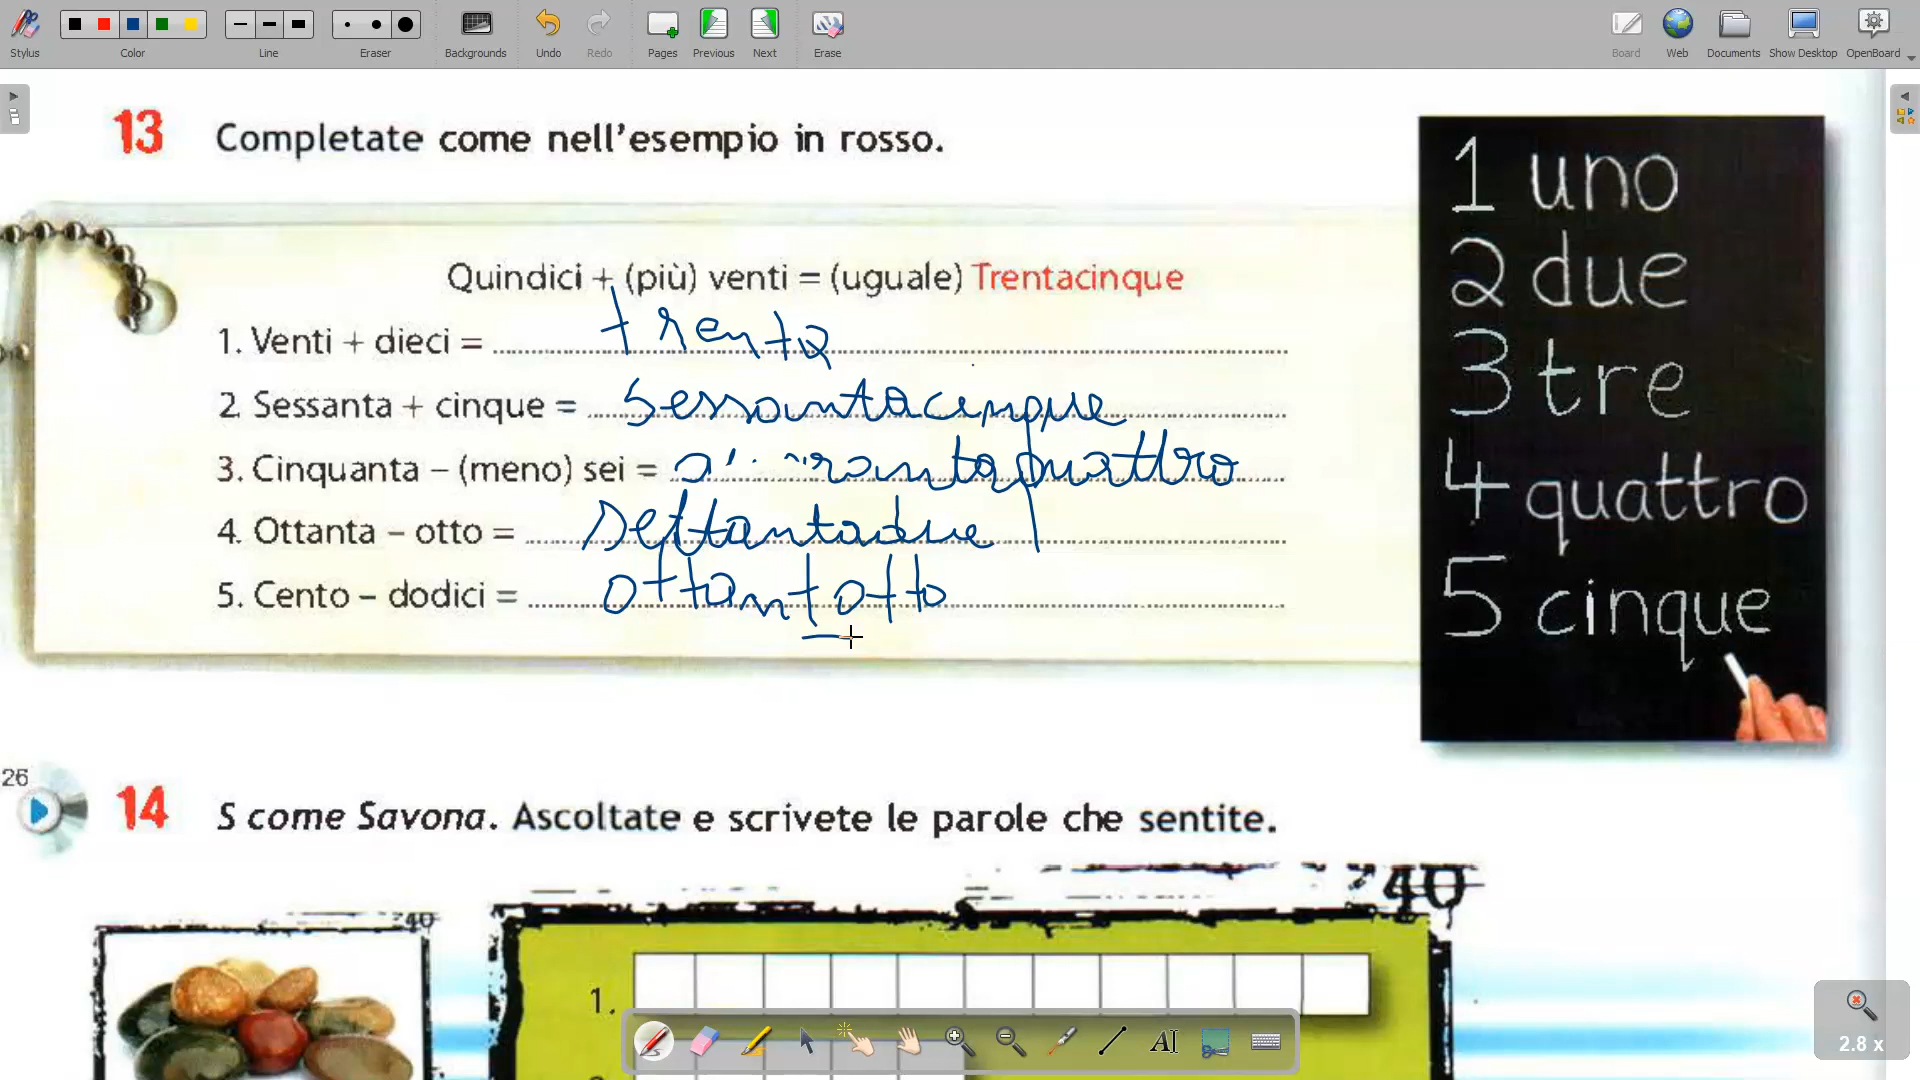 Stylus Color Line Eraser Backgrounds Undo Redo Pages Previous Next Erase Board Web Documents Show Desktop OpenBoard
13 Completate come nell'esempio in rosso.
Quindici + (più) venti = (uguale) Trentacinque
1. Venti + dieci = trenta
2. Sessanta + cinque = sessantacinque
3. Cinquanta – (meno) sei =
4. Ottanta – otto = settantadue
5. Cento – dodici = ottantotto
1 uno
2 due
3 tre
4 quattro
5 cinque
26
14 S come Savona. Ascoltate e scrivete le parole che sentite.
40
40
1.
2.8 x